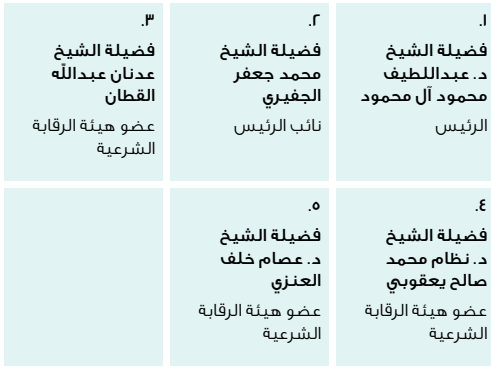 .١
فضيلة الشيخ
د. عبداللطيف
محمود آل محمود
الرئيس
.٢
فضيلة الشيخ
محمد جعفر
الجفيري
نائب الرئيس
.٣
فضيلة الشيخ
عدنان عبدالله
القطان
عضو هيئة الرقابة
الشرعية
.٤
فضيلة الشيخ
د. نظام محمد
صالح يعقوبي
عضو هيئة الرقابة
الشرعية
.٥
فضيلة الشيخ
د. عصام خلف
العنزي
عضو هيئة الرقابة
الشرعية